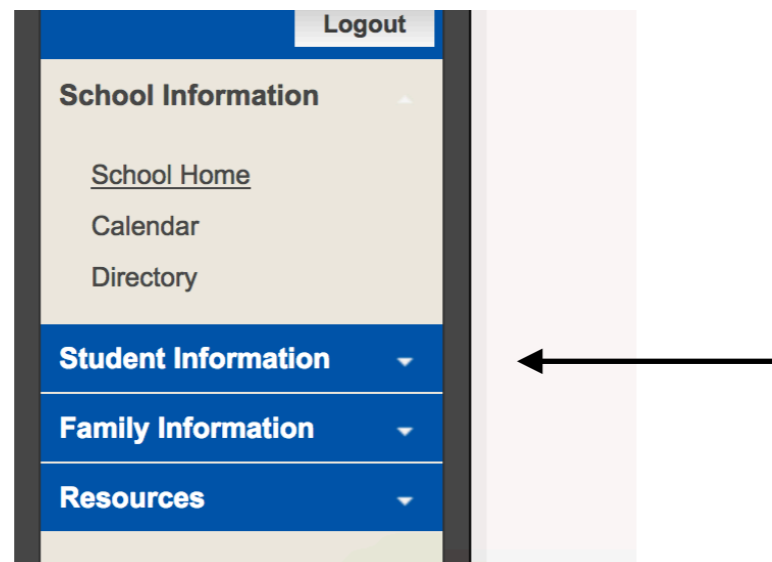 Logout
School Information
School Home
Calendar
Directory
Student Information
Family Information
Resources